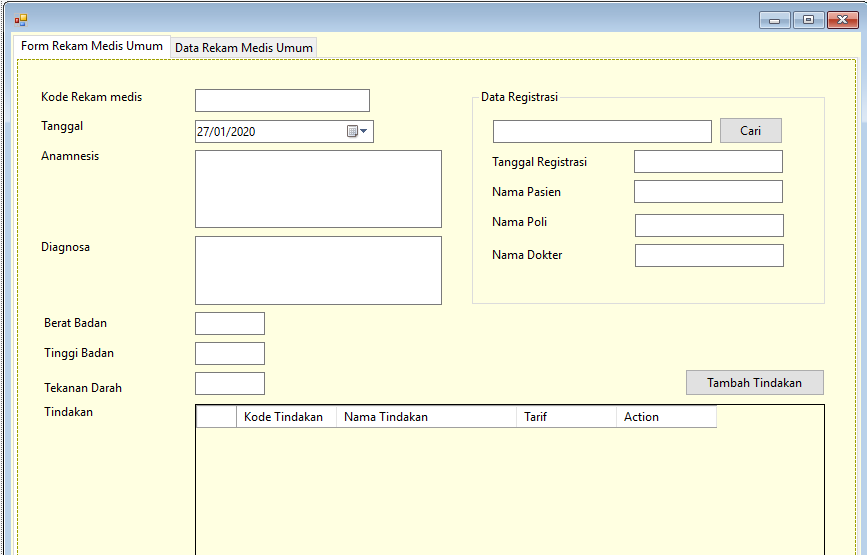 Form Rekam Medis Umum
Data Rekam Medis Umum
Kode Rekam medis
Tanggal
27/01/2020
Anamnesis
Diagnosa
Berat Badan
Tinggi Badan
Tekanan Darah
Data Registrasi
Cari
Tanggal Registrasi
Nama Pasien
Nama Poli
Nama Dokter
Tambah Tindakan
Tindakan
Kode Tindakan Nama Tindakan Tarif Action